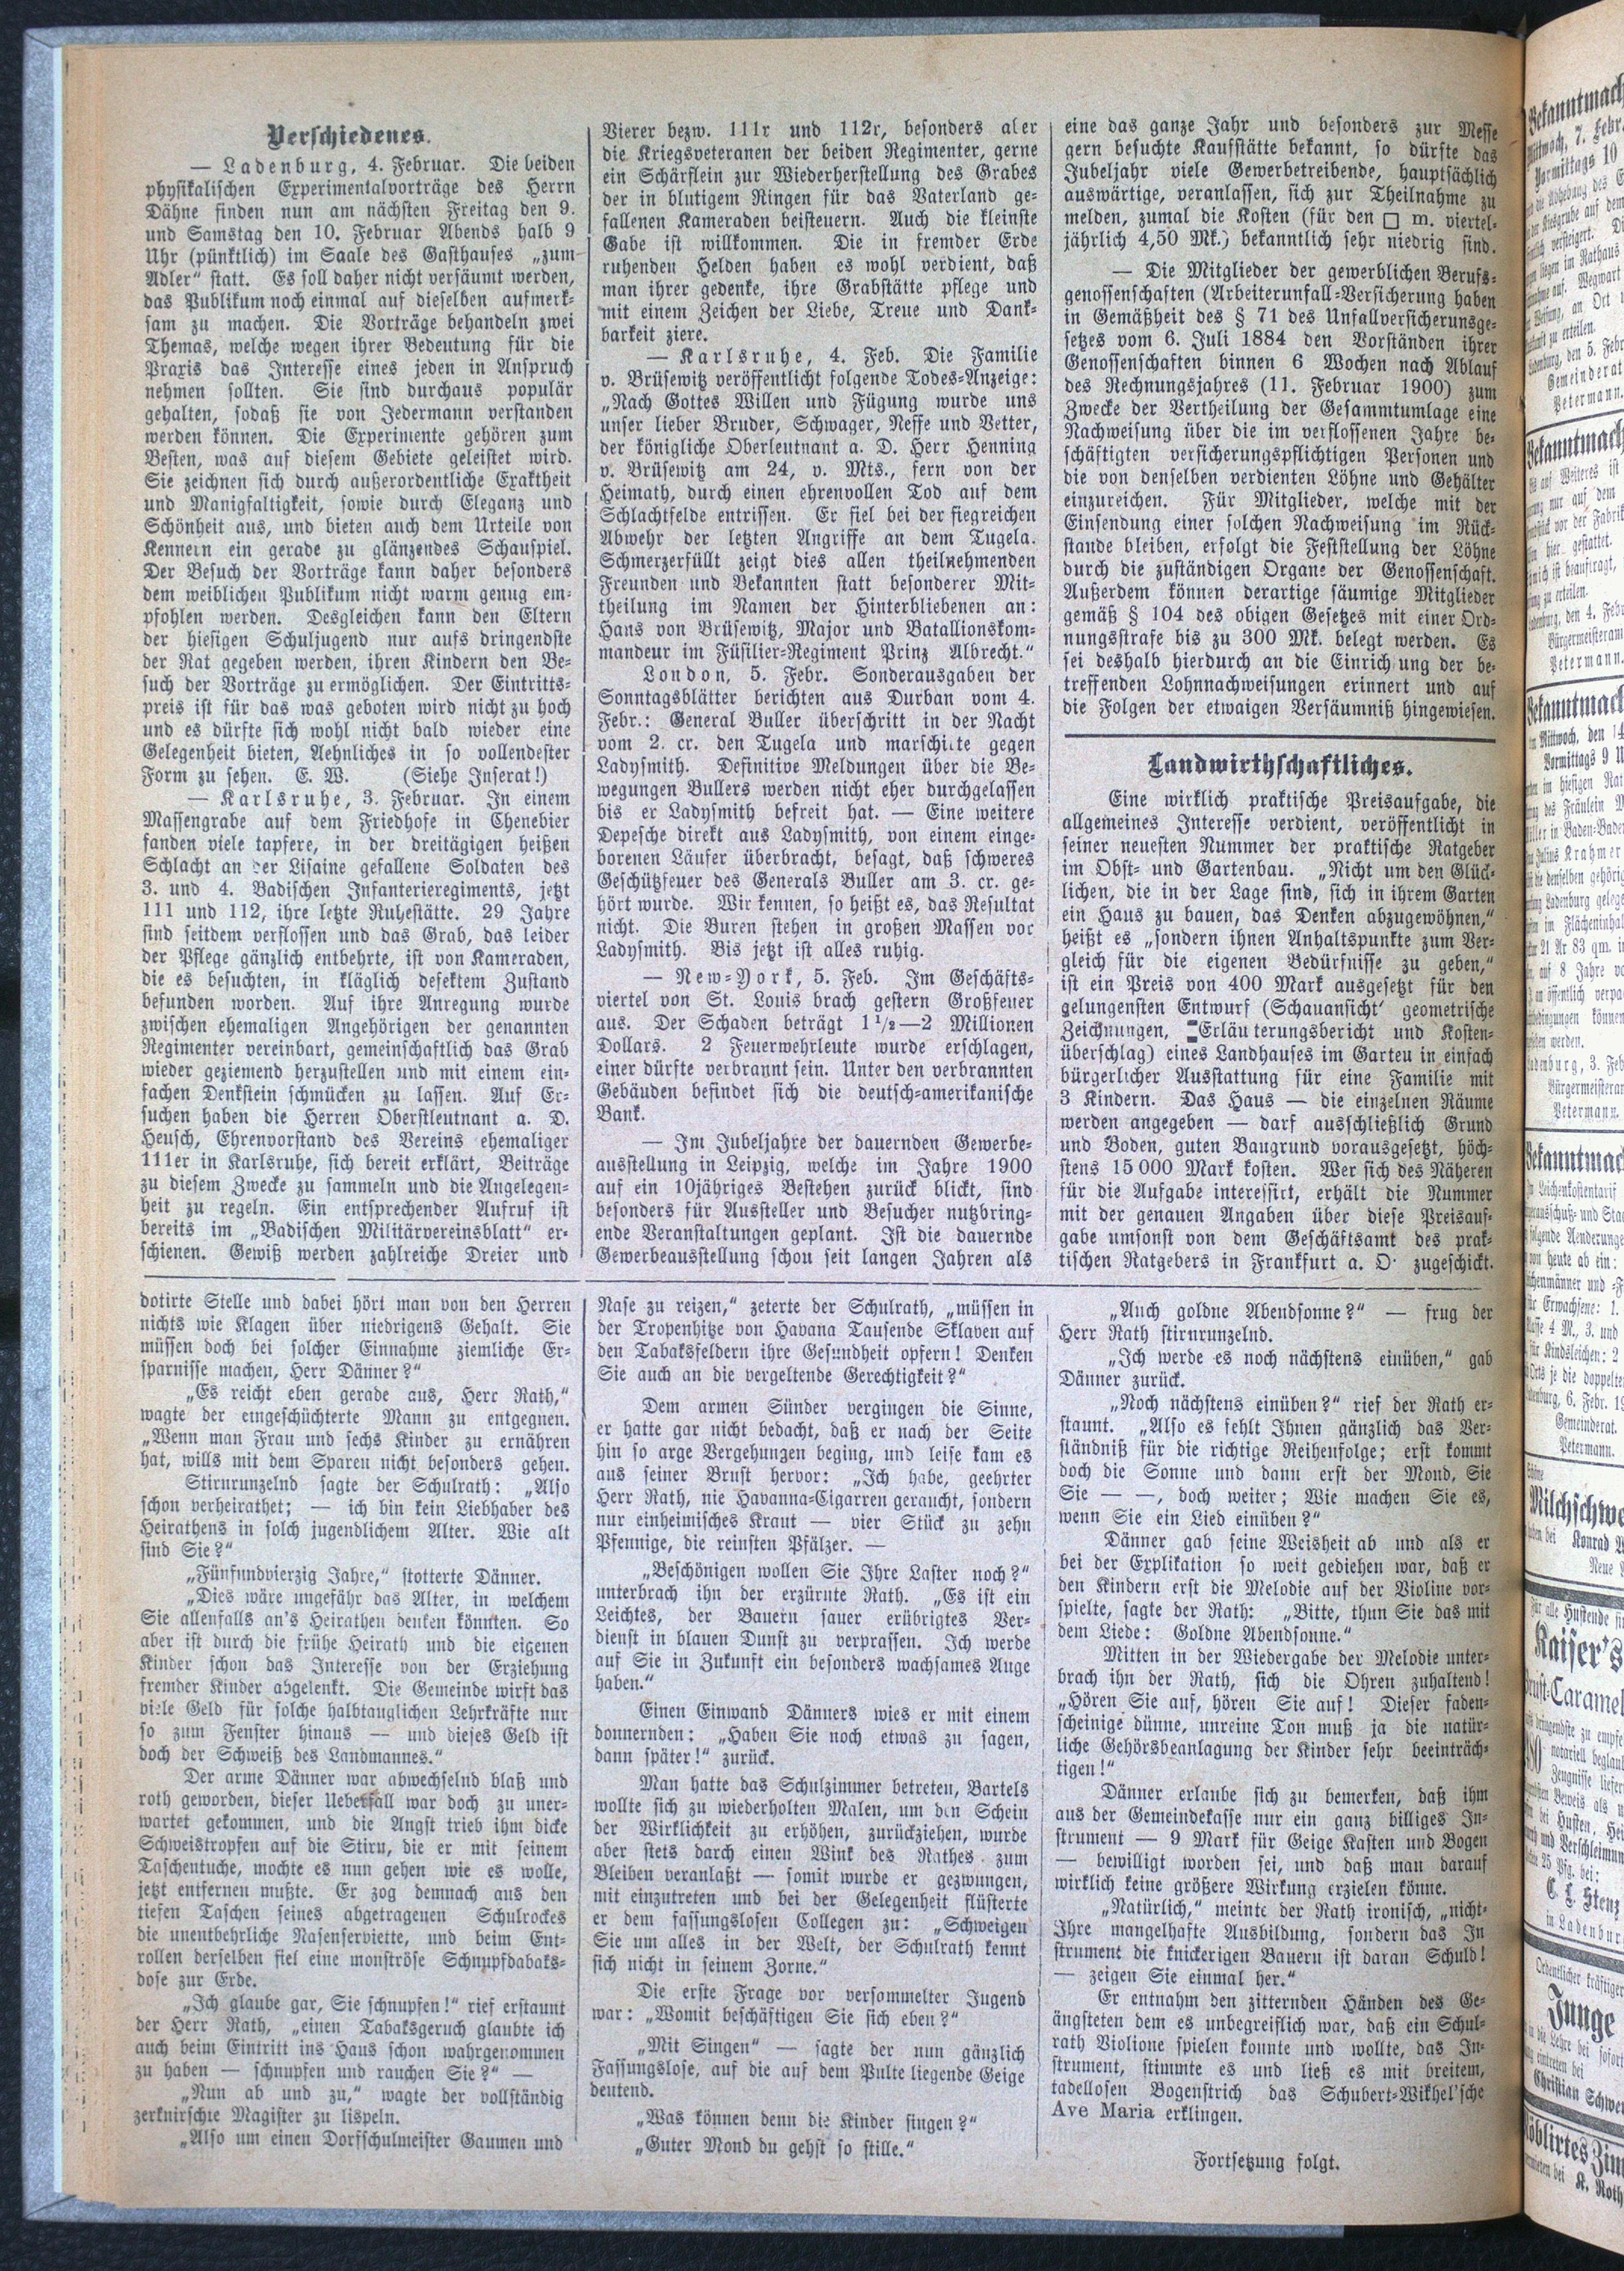 Verschiedenes.
— Ladenburg, 4. Februar. Die beiden
physikalischen Experimentalvorträge des Herrn
Dähne finden nun am nächsten Freitag den 9.
und Samstag den 10. Februar Abends halb 9
Uhr (pünktlich) im Saale des Gasthauses „zum
Adler“ statt. Es soll daher nicht versäumt werden,
das Publikum noch einmal auf dieselben aufmerk-
sam zu machen. Die Vorträge behandeln zwei
Themas, welche wegen ihrer Bedeutung für die
Praxis das Interesse eines jeden in Anspruch
nehmen sollten. Sie sind durchaus populär
gehalten, sodaß sie von Jedermann verstanden
werden können. Die Experimente gehören zum
Besten, was auf diesem Gebiete geleistet wird.
Sie zeichnen sich durch außerordentliche Exaktheit
und Manigfaltigkeit, sowie durch Eleganz und
Schönheit aus, und bieten auch dem Urteile von
Kennern ein gerade zu glänzendes Schauspiel.
Der Besuch der Vorträge kann daher besonders
dem weiblichen Publikum nicht warm genug em-
pfohlen werden. Desgleichen kann den Eltern
der hiesigen Schuljugend nur aufs dringendste
der Rat gegeben werden, ihren Kindern den Be-
such der Vorträge zu ermöglichen. Der Eintritts-
preis ist für das was geboten wird nicht zu hoch
und es dürfte sich wohl nicht bald wieder eine
Gelegenheit bieten, Aehnliches in so vollendester
Form zu sehen. E. W. (Siehe Inserat!)
— Karlsruhe, 3. Februar. In einem
Massengrabe auf dem Friedhofe in Chenebier
fanden viele tapfere, in der dreitägigen heißen
Schlacht an der Lisaine gefallene Soldaten des
3. und 4. Badischen Infanterieregiments, jetzt
111 und 112, ihre letzte Ruhestätte. 29 Jahre
sind seitdem verflossen und das Grab, das leider
der Pflege gänzlich entbehrte, ist von Kameraden,
die es besuchten, in kläglich defektem Zustand
befunden worden. Auf ihre Anregung wurde
zwischen ehemaligen Angehörigen der genannten
Regimenter vereinbart, gemeinschaftlich das Grab
wieder geziemend herzustellen und mit einem ein-
fachen Denkstein schmücken zu lassen. Auf Er-
suchen haben die Herren Oberstleutnant a. D.
Heusch, Ehrenvorstand des Vereins ehemaliger
111er in Karlsruhe, sich bereit erklärt, Beiträge
zu diesem Zwecke zu sammeln und die Angelegen-
heit zu regeln. Ein entsprechender Aufruf ist
bereits im „Badischen Militärvereinsblatt“ er-
schienen. Gewiß werden zahlreiche Dreier und
Vierer bezw. 111r und 112r, besonders aler
die Kriegsveteranen der beiden Regimenter, gerne
ein Schärflein zur Wiederherstellung des Grabes
der in blutigem Ringen für das Vaterland ge-
fallenen Kameraden beisteuern. Auch die kleinste
Gabe ist willkommen. Die in fremder Erde
ruhenden Helden haben es wohl verdient, daß
man ihrer gedenke, ihre Grabstätte pflege und
mit einem Zeichen der Liebe, Treue und Dank-
barkeit ziere.
— Karlsruhe, 4. Feb. Die Familie
v. Brüsewitz veröffentlicht folgende Todes-Anzeige:
„Nach Gottes Willen und Fügung wurde uns
unser lieber Bruder, Schwager, Neffe und Vetter,
der königliche Oberleutnant a. D. Herr Henning
v. Brüsewitz am 24, v. Mts., fern von der
Heimath, durch einen ehrenvollen Tod auf dem
Schlachtfelde entrissen. Er fiel bei der siegreichen
Abwehr der letzten Angriffe an dem Tugela.
Schmerzerfüllt zeigt dies allen theilnehmenden
Freunden und Bekannten statt besonderer Mit-
theilung im Namen der Hinterbliebenen an:
Hans von Brüsewitz, Major und Batallionskom-
mandeur im Füsilier-Regiment Prinz Albrecht.“
London, 5. Febr. Sonderausgaben der
Sonntagsblätter berichten aus Durban vom 4.
Febr.: General Buller überschritt in der Nacht
vom 2. cr. den Tugela und marschirte gegen
Ladysmith. Definitive Meldungen über die Be-
wegungen Bullers werden nicht eher durchgelassen
bis er Ladysmith befreit hat. — Eine weitere
Depesche direkt aus Ladysmith, von einem einge-
borenen Läufer überbracht, besagt, daß schweres
Geschützfeuer des Generals Buller am 3. cr. ge-
hört wurde. Wir kennen, so heißt es, das Resultat
nicht. Die Buren stehen in großen Massen vor
Ladysmith. Bis jetzt ist alles ruhig.
— New-York, 5. Feb. Im Geschäfts-
viertel von St. Louis brach gestern Großfeuer
aus. Der Schaden beträgt 1½—2 Millionen
Dollars. 2 Feuerwehrleute wurde erschlagen,
einer dürfte verbrannt sein. Unter den verbrannten
Gebäuden befindet sich die deutsch-amerikanische
Bank.
— Im Jubeljahre der dauernden Gewerbe-
ausstellung in Leipzig, welche im Jahre 1900
auf ein 10jähriges Bestehen zurück blickt, sind
besonders für Aussteller und Besucher nutzbring-
ende Veranstaltungen geplant. Ist die dauernde
Gewerbeausstellung schon seit langen Jahren als
eine das ganze Jahr und besonders zur Messe
gern besuchte Kaufstätte bekannt, so dürfte das
Jubeljahr viele Gewerbetreibende, hauptsächlich
auswärtige, veranlassen, sich zur Theilnahme zu
melden, zumal die Kosten (für den □ m. viertel-
jährlich 4,50 Mk.) bekanntlich sehr niedrig sind.
— Die Mitglieder der gewerblichen Berufs-
genossenschaften (Arbeiterunfall-Versicherung haben
in Gemäßheit des § 71 des Unfallversicherunsge-
setzes vom 6. Juli 1884 den Vorständen ihrer
Genossenschaften binnen 6 Wochen nach Ablauf
des Rechnungsjahres (11. Februar 1900) zum
Zwecke der Vertheilung der Gesammtumlage eine
Nachweisung über die im verflossenen Jahre be-
schäftigten versicherungspflichtigen Personen und
die von denselben verdienten Löhne und Gehälter
einzureichen. Für Mitglieder, welche mit der
Einsendung einer solchen Nachweisung im Rück-
stande bleiben, erfolgt die Feststellung der Löhne
durch die zuständigen Organe der Genossenschaft.
Außerdem können derartige säumige Mitglieder
gemäß § 104 des obigen Gesetzes mit einer Ord-
nungsstrafe bis zu 300 Mk. belegt werden. Es
sei deshalb hierdurch an die Einrich ung der be-
treffenden Lohnnachweisungen erinnert und auf
die Folgen der etwaigen Versäumniß hingewiesen.
Landwirthschaftliches.
Eine wirklich praktische Preisaufgabe, die
allgemeines Interesse verdient, veröffentlicht in
seiner neuesten Nummer der praktische Ratgeber
im Obst- und Gartenbau. „Nicht um den Glück-
lichen, die in der Lage sind, sich in ihrem Garten
ein Haus zu bauen, das Denken abzugewöhnen,“
heißt es „sondern ihnen Anhaltspunkte zum Ver-
gleich für die eigenen Bedürfnisse zu geben,“
ist ein Preis von 400 Mark ausgesetzt für den
gelungensten Entwurf (Schauansicht' geometrische
Zeichnungen, Erläu terungsbericht und Kosten-
überschlag) eines Landhauses im Garteu in einfach
bürgerlicher Ausstattung für eine Familie mit
3 Kindern. Das Haus — die einzelnen Räume
werden angegeben — darf ausschließlich Grund
und Boden, guten Baugrund vorausgesetzt, höch-
stens 15 000 Mark kosten. Wer sich des Näheren
für die Aufgabe interessirt, erhält die Nummer
mit der genauen Angaben über diese Preisauf-
gabe umsonst von dem Geschäftsamt des prak-
tischen Ratgebers in Frankfurt a. O. zugeschickt.
dotirte Stelle und dabei hört man von den Herren
nichts wie Klagen über niedrigens Gehalt. Sie
müssen doch bei solcher Einnahme ziemliche Er-
sparnisse machen, Herr Dänner?“
„Es reicht eben gerade aus, Herr Rath,“
wagte der eingeschüchterte Mann zu entgegnen.
„Wenn man Frau und sechs Kinder zu ernähren
hat, wills mit dem Sparen nicht besonders gehen.
Stirnrunzelnd sagte der Schulrath: „Also
schon verheirathet; — ich bin kein Liebhaber des
Heirathens in solch jugendlichem Alter. Wie alt
sind Sie?“
„Fünfundvierzig Jahre,“ stotterte Dänner.
„Dies wäre ungefähr das Alter, in welchem
Sie allenfalls an's Heirathen denken könnten. So
aber ist durch die frühe Heirath und die eigenen
Kinder schon das Interesse von der Erziehung
fremder Kinder abgelenkt. Die Gemeinde wirft das
viele Geld für solche halbtauglichen Lehrkräfte nur
so zum Fenster hinaus — und dieses Geld ist
doch der Schweiß des Landmannes.“
Der arme Dänner war abwechselnd blaß und
roth geworden, dieser Ueberfall war doch zu uner-
wartet gekommen, und die Angst trieb ihm dicke
Schweistropfen auf die Stirn, die er mit seinem
Taschentuche, mochte es nun gehen wie es wolle,
jetzt entfernen mußte. Er zog demnach aus den
tiefen Taschen seines abgetragenen Schulrockes
die unentbehrliche Nasenserviette, und beim Ent-
rollen derselben fiel eine monströse Schnupfdabaks-
dose zur Erde.
„Ich glaube gar, Sie schnupfen!“ rief erstaunt
der Herr Rath, „einen Tabaksgeruch glaubte ich
auch beim Eintritt ins Haus schon wahrgenommen
zu haben — schnupfen und rauchen Sie?“ —
„Nun ab und zu,“ wagte der vollständig
zerknirschte Magister zu lispeln.
„Also um einen Dorfschulmeister Gaumen und
Nase zu reizen,“ zeterte der Schulrath, „müssen in
der Tropenhitze von Havana Tausende Sklaven auf
den Tabaksfeldern ihre Gesundheit opfern! Denken
Sie auch an die vergeltende Gerechtigkeit?“
Dem armen Sünder vergingen die Sinne,
er hatte gar nicht bedacht, daß er nach der Seite
hin so arge Vergehungen beging, und leise kam es
aus seiner Brust hervor: „Ich habe, geehrter
Herr Rath, nie Havanna-Cigarren geraucht, sondern
nur einheimisches Kraut — vier Stück zu zehn
Pfennige, die reinsten Pfälzer. —
„Beschönigen wollen Sie Ihre Laster noch?“
unterbrach ihn der erzürnte Rath. „Es ist ein
Leichtes, der Bauern sauer erübrigtes Ver-
dienst in blauen Dunst zu verprassen. Ich werde
auf Sie in Zukunft ein besonders wachsames Auge
haben.“
Einen Einwand Dänners wies er mit einem
donnernden: „Haben Sie noch etwas zu sagen,
dann später!“ zurück.
Man hatte das Schulzimmer betreten, Bartels
wollte sich zu wiederholten Malen, um den Schein
der Wirklichkeit zu erhöhen, zurückziehen, wurde
aber stets darch einen Wink des Rathes zum
Bleiben veranlaßt — somit wurde er gezwungen,
mit einzutreten und bei der Gelegenheit flüsterte
er dem fassungslosen Collegen zu: „Schweigen
Sie um alles in der Welt, der Schulrath kennt
sich nicht in seinem Zorne.“
Die erste Frage vor versommelter Jugend
war: „Womit beschäftigen Sie sich eben?“
„Mit Singen“ — sagte der nun gänzlich
Fassungslose, auf die auf dem Pulte liegende Geige
deutend.
„Was können denn die Kinder singen?“
„Guter Mond du gehst so stille.“
„Auch goldne Abendsonne?“ — frug der
Herr Rath stirnrunzelnd.
„Ich werde es noch nächstens einüben,“ gab
Dänner zurück.
„Noch nächstens einüben?“ rief der Rath er-
staunt. „Also es fehlt Ihnen gänzlich das Ver-
ständniß für die richtige Reihenfolge; erst kommt
doch die Sonne und dann erst der Mond, Sie
Sie — —, doch weiter; Wie machen Sie es,
wenn Sie ein Lied einüben?“
Dänner gab seine Weisheit ab und als er
bei der Explikation so weit gediehen war, daß er
den Kindern erst die Melodie auf der Violine vor-
spielte, sagte der Rath: „Bitte, thun Sie das mit
dem Liede: Goldne Abendsonne.“
Mitten in der Wiedergabe der Melodie unter-
brach ihn der Rath, sich die Ohren zuhaltend!
„Hören Sie auf, hören Sie auf! Dieser faden-
scheinige dünne, unreine Ton muß ja die natür-
liche Gehörsbeanlagung der Kinder sehr beeinträch-
tigen!“
Dänner erlaube sich zu bemerken, daß ihm
aus der Gemeindekasse nur ein ganz billiges In-
strument — 9 Mark für Geige Kasten und Bogen
— bewilligt worden sei, und daß man darauf
wirklich keine größere Wirkung erzielen könne.
„Natürlich,“ meinte der Rath ironisch, „nicht
Ihre mangelhafte Ausbildung, sondern das In
strument die knickerigen Bauern ist daran Schuld!
— zeigen Sie einmal her.“
Er entnahm den zitternden Händen des Ge-
ängsteten dem es unbegreiflich war, daß ein Schul-
rath Violione spielen konnte und wollte, das In-
strument, stimmte es und ließ es mit breitem,
tadellosen Bogenstrich das Schubert-Wilhel'sche
Ave Maria erklingen.
Fortsetzung folgt.